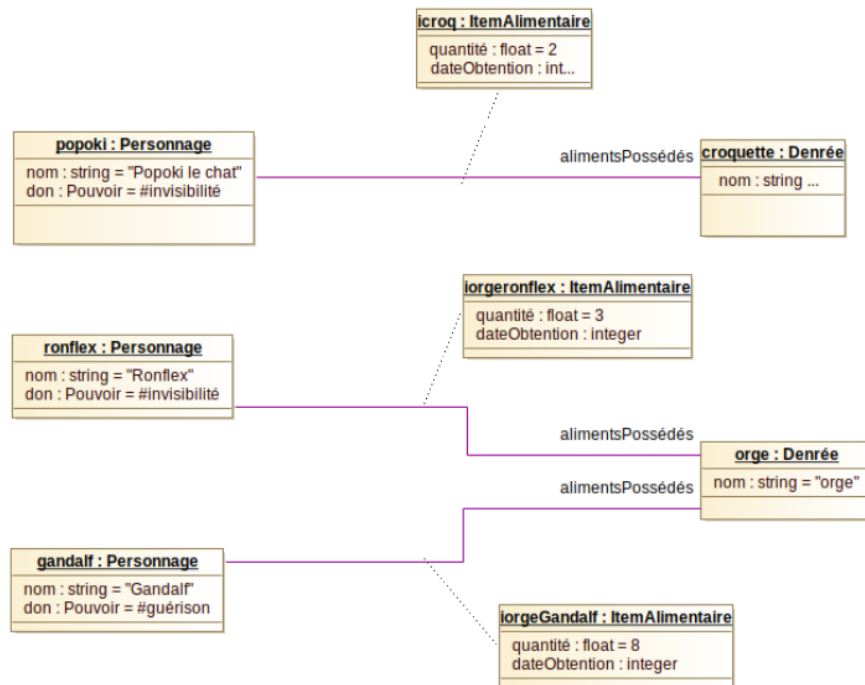 icroq : ItemAlimentaire
quantité : float = 2
dateObtention : int...
popoki : Personnage
nom : string = "Popoki le chat"
don : Pouvoir = #invisibilité
alimentsPossédés
croquette : Denrée
nom : string ...
iorgeronflex : ItemAlimentaire
quantité : float = 3
dateObtention : integer
ronflex : Personnage
nom : string = "Ronflex"
don : Pouvoir = #invisibilité
alimentsPossédés
orge : Denrée
nom : string = "orge"
alimentsPossédés
gandalf : Personnage
nom : string = "Gandalf"
don : Pouvoir = #guérison
iorgeGandalf : ItemAlimentaire
quantité : float = 8
dateObtention : integer